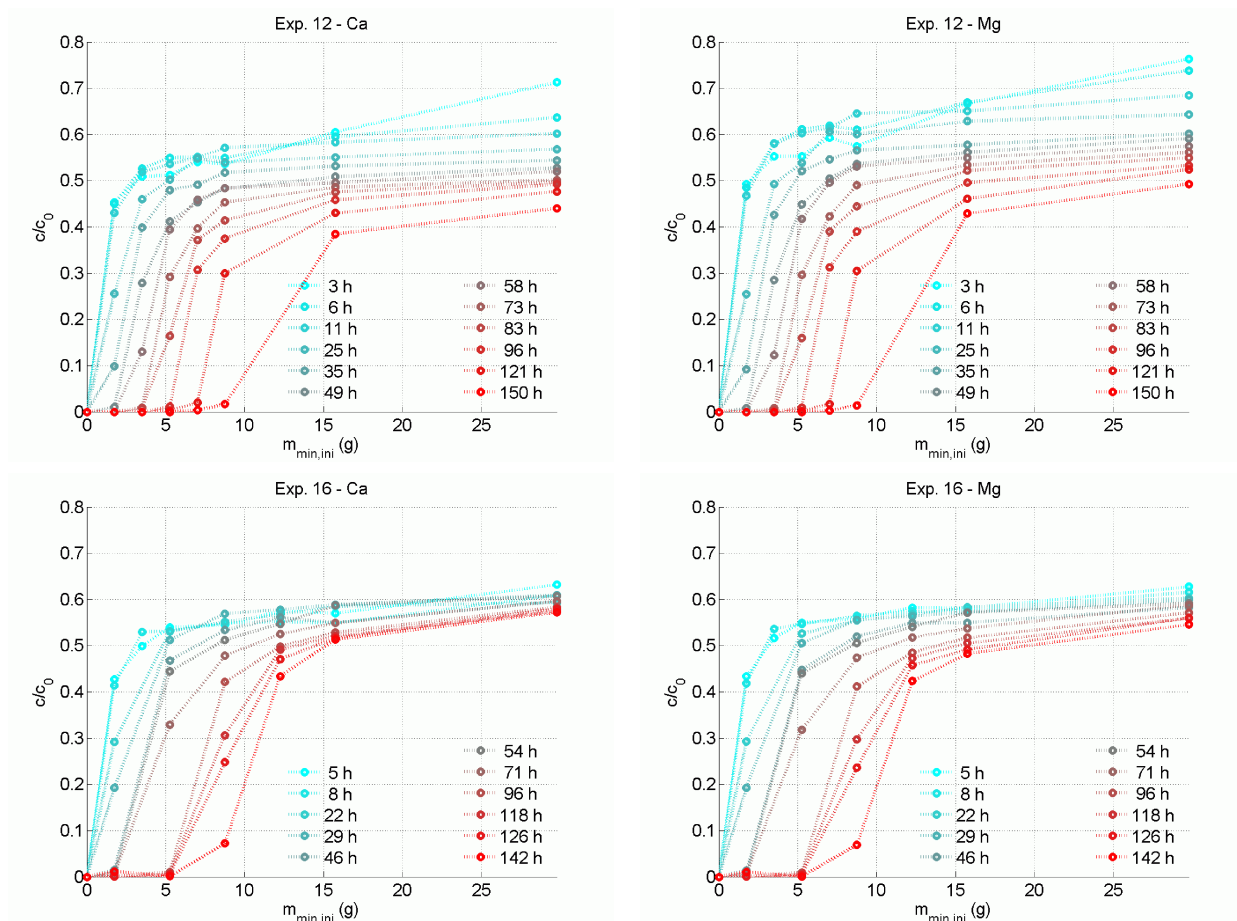 Exp. 12 - Ca
c/c0
0.8
0.7
0.6
0.5
0.4
0.3
0.2
0.1
0
0 5 10 15 20 25
mmin,ini (g)
3 h
6 h
11 h
25 h
35 h
49 h
58 h
73 h
83 h
96 h
121 h
150 h
Exp. 12 - Mg
c/c0
0.8
0.7
0.6
0.5
0.4
0.3
0.2
0.1
0
0 5 10 15 20 25
mmin,ini (g)
3 h
6 h
11 h
25 h
35 h
49 h
58 h
73 h
83 h
96 h
121 h
150 h
Exp. 16 - Ca
c/c0
0.8
0.7
0.6
0.5
0.4
0.3
0.2
0.1
0
0 5 10 15 20 25
mmin,ini (g)
5 h
8 h
22 h
29 h
46 h
54 h
71 h
96 h
118 h
126 h
142 h
Exp. 16 - Mg
c/c0
0.8
0.7
0.6
0.5
0.4
0.3
0.2
0.1
0
0 5 10 15 20 25
mmin,ini (g)
5 h
8 h
22 h
29 h
46 h
54 h
71 h
96 h
118 h
126 h
142 h